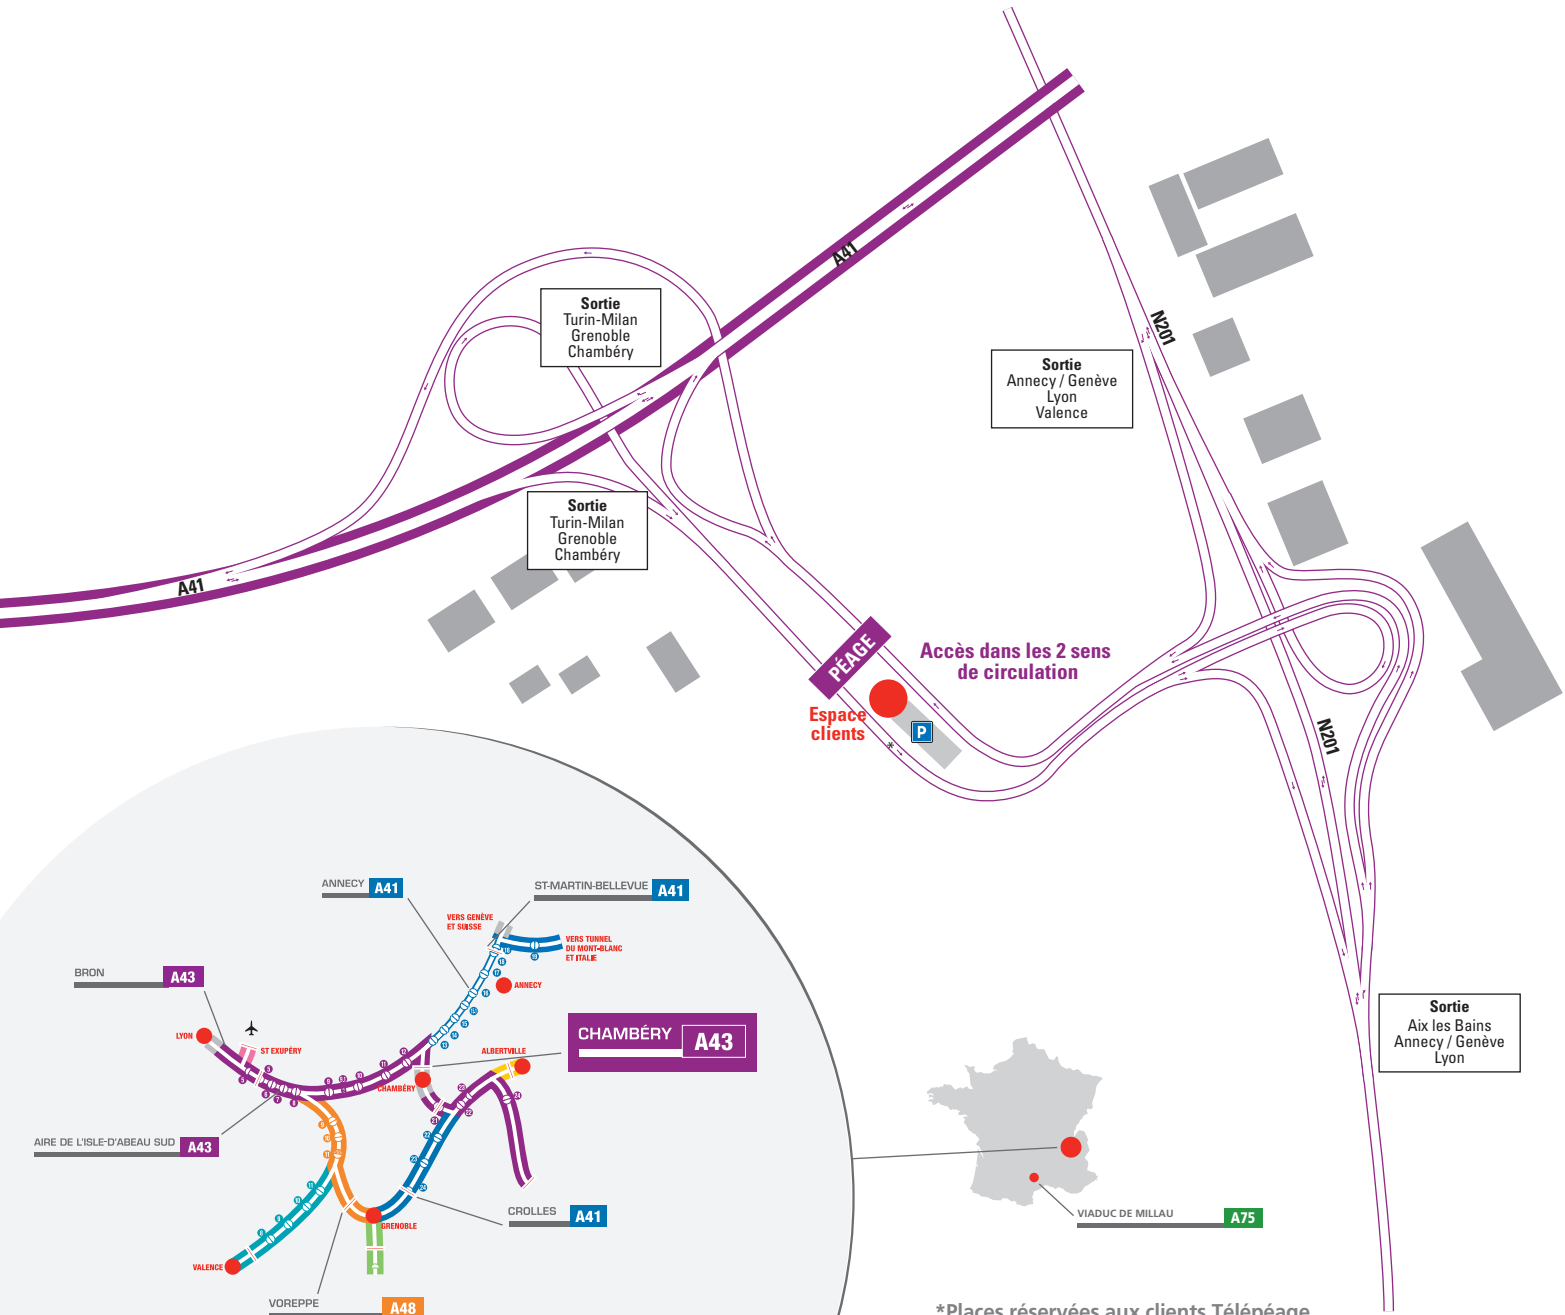 A41
N201
Sortie
Turin-Milan
Grenoble
Chambéry
Sortie
Annecy / Genève
Lyon
Valence
Sortie
Turin-Milan
Grenoble
Chambéry
A41
PÉAGE
Accès dans les 2 sens
de circulation
Espace
clients
P
*
N201
ANNECY A41
ST-MARTIN-BELLEVUE A41
VERS GENÈVE
ET SUISSE
VERS TUNNEL
DU MONT-BLANC
ET ITALIE
BRON A43
ANNECY
LYON
ST EXUPÉRY
CHAMBÉRY A43
ALBERTVILLE
CHAMBÉRY
Sortie
Aix les Bains
Annecy / Genève
Lyon
AIRE DE L'ISLE-D'ABEAU SUD A43
CROLLES A41
GRENOBLE
VIADUC DE MILLAU A75
VALENCE
VOREPPE A48
*Places réservées aux clients Télépéage